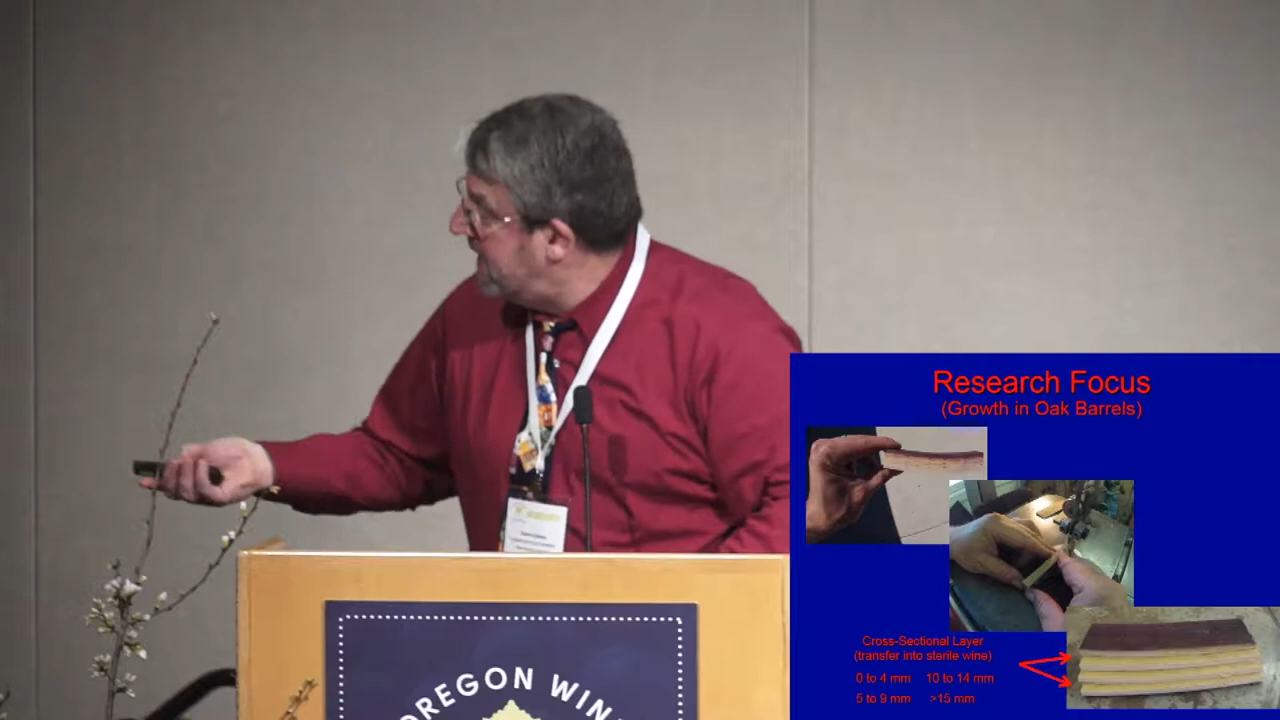 Research Focus
(Growth in Oak Barrels)
Cross-Sectional Layer
(transfer into sterile wine)
0 to 4 mm 10 to 14 mm
5 to 9 mm >15 mm
OREGON WIN